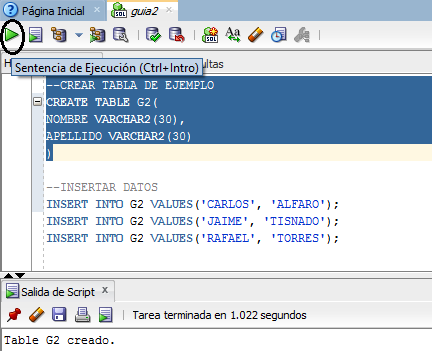 Página Inicial
guia2
SQL
Sentencia de Ejecución (Ctrl+Intro)
H
ultas
--CREAR TABLA DE EJEMPLO
CREATE TABLE G2(
NOMBRE VARCHAR2(30),
APELLIDO VARCHAR2(30)
)
--INSERTAR DATOS
INSERT INTO G2 VALUES('CARLOS', 'ALFARO');
INSERT INTO G2 VALUES('JAIME', 'TISNADO');
INSERT INTO G2 VALUES('RAFAEL', 'TORRES');
Salida de Script
Tarea terminada en 1.022 segundos
Table G2 creado.